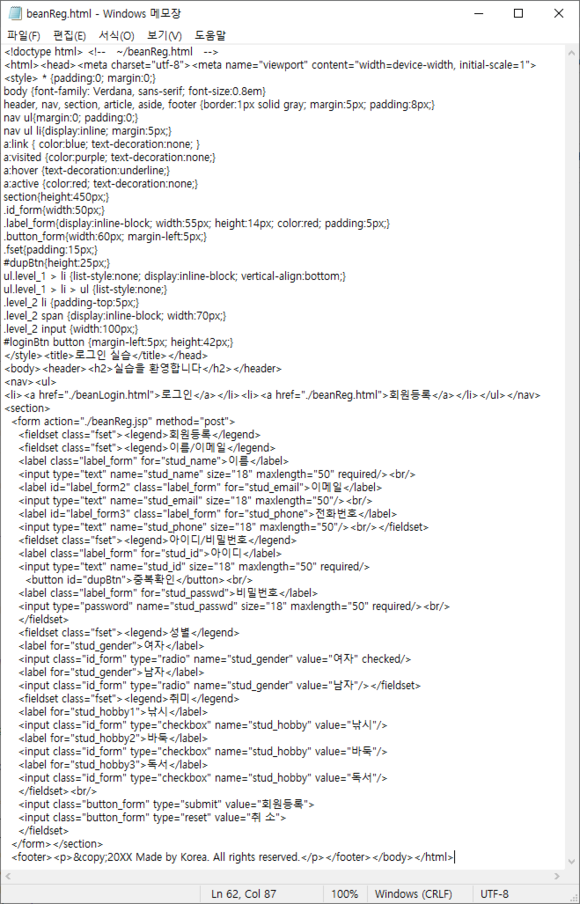 beanReg.html - Windows 메모장
파일(F) 편집(E) 서식(O) 보기(V) 도움말
<!doctype html> <!-- ~/beanReg.html -->
<html><head><meta charset="utf-8"><meta name="viewport" content="width=device-width, initial-scale=1">
<style> * {padding:0; margin:0;}
body {font-family: Verdana, sans-serif; font-size:0.8em}
header, nav, section, article, aside, footer {border:1px solid gray; margin:5px; padding:8px;}
nav ul{margin:0; padding:0;}
nav ul li{display:inline; margin:5px;}
a:link { color:blue; text-decoration:none; }
a:visited {color:purple; text-decoration:none;}
a:hover {text-decoration:underline;}
a:active {color:red; text-decoration:none;}
section{height:450px;}
.id_form{width:50px;}
.label_form{display:inline-block; width:55px; height:14px; color:red; padding:5px;}
.button_form{width:60px; margin-left:5px;}
.fset{padding:15px;}
#dupBtn{height:25px;}
ul.level_1 > li {list-style:none; display:inline-block; vertical-align:bottom;}
ul.level_1 > li > ul {list-style:none;}
.level_2 li {padding-top:5px;}
.level_2 span {display:inline-block; width:70px;}
.level_2 input {width:100px;}
#loginBtn button {margin-left:5px; height:42px;}
</style><title>로그인 실습</title></head>
<body><header><h2>실습을 환영합니다</h2></header>
<nav><ul>
<li><a href="./beanLogin.html">로그인</a></li><li><a href="./beanReg.html">회원등록</a></li></ul></nav>
<section>
<form action="./beanReg.jsp" method="post">
<fieldset class="fset"><legend>회원등록</legend>
<fieldset class="fset"><legend>이름/이메일</legend>
<label class="label_form" for="stud_name">이름</label>
<input type="text" name="stud_name" size="18" maxlength="50" required/><br/>
<label id="label_form2" class="label_form" for="stud_email">이메일</label>
<input type="text" name="stud_email" size="18" maxlength="50"/><br/>
<label id="label_form3" class="label_form" for="stud_phone">전화번호</label>
<input type="text" name="stud_phone" size="18" maxlength="50"/><br/></fieldset>
<fieldset class="fset"><legend>아이디/비밀번호</legend>
<label class="label_form" for="stud_id">아이디</label>
<input type="text" name="stud_id" size="18" maxlength="50" required/>
<button id="dupBtn">중복확인</button><br/>
<label class="label_form" for="stud_passwd">비밀번호</label>
<input type="password" name="stud_passwd" size="18" maxlength="50" required/><br/>
</fieldset>
<fieldset class="fset"><legend>성별</legend>
<label for="stud_gender">여자</label>
<input class="id_form" type="radio" name="stud_gender" value="여자" checked/>
<label for="stud_gender">남자</label>
<input class="id_form" type="radio" name="stud_gender" value="남자"/></fieldset>
<fieldset class="fset"><legend>취미</legend>
<label for="stud_hobby1">낚시</label>
<input class="id_form" type="checkbox" name="stud_hobby" value="낚시"/>
<label for="stud_hobby2">바둑</label>
<input class="id_form" type="checkbox" name="stud_hobby" value="바둑"/>
<label for="stud_hobby3">독서</label>
<input class="id_form" type="checkbox" name="stud_hobby" value="독서"/>
</fieldset><br/>
<input class="button_form" type="submit" value="회원등록">
<input class="button_form" type="reset" value="취 소">
</fieldset>
</form></section>
<footer><p>&copy;20XX Made by Korea. All rights reserved.</p></footer></body></html>
Ln 62, Col 87 100% Windows (CRLF) UTF-8